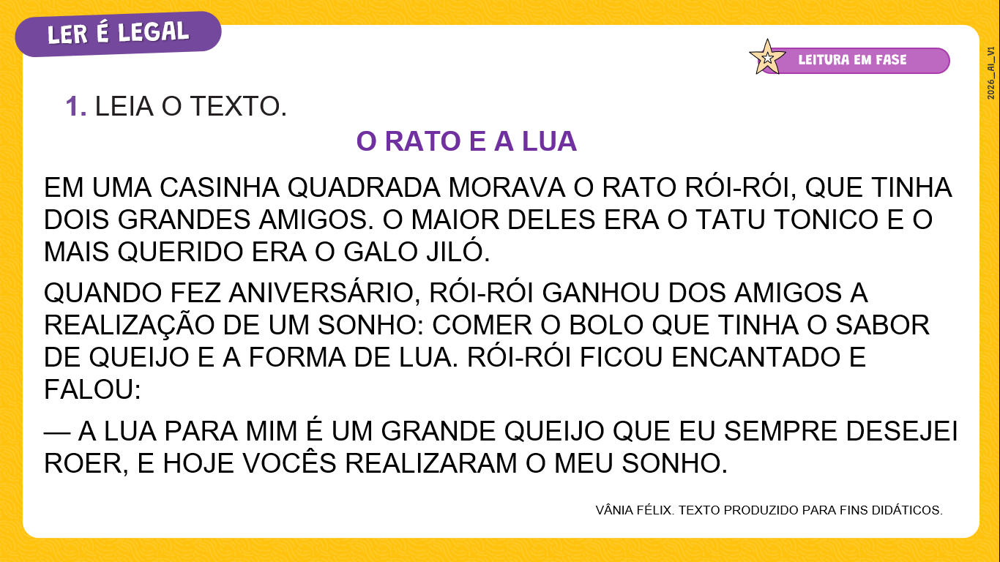 LER É LEGAL
LEITURA EM FASE
2026_AI_V1
1. LEIA O TEXTO.
O RATO E A LUA
EM UMA CASINHA QUADRADA MORAVA O RATO RÓI-RÓI, QUE TINHA
DOIS GRANDES AMIGOS. O MAIOR DELES ERA O TATU TONICO E O
MAIS QUERIDO ERA O GALO JILÓ.
QUANDO FEZ ANIVERSÁRIO, RÓI-RÓI GANHOU DOS AMIGOS A
REALIZAÇÃO DE UM SONHO: COMER O BOLO QUE TINHA O SABOR
DE QUEIJO E A FORMA DE LUA. RÓI-RÓI FICOU ENCANTADO E
FALOU:
— A LUA PARA MIM É UM GRANDE QUEIJO QUE EU SEMPRE DESEJEI
ROER, E HOJE VOCÊS REALIZARAM O MEU SONHO.
VÂNIA FÉLIX. TEXTO PRODUZIDO PARA FINS DIDÁTICOS.